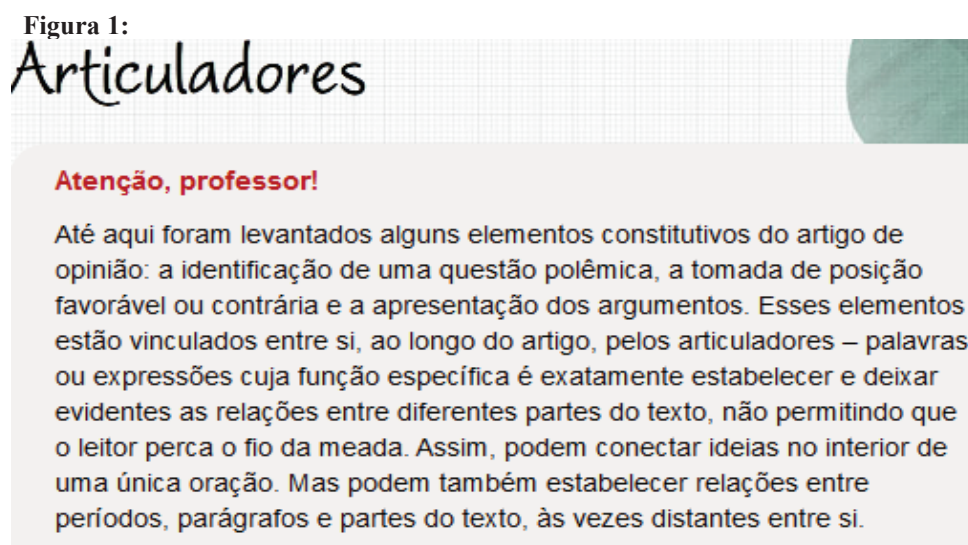 Figura 1:
Articuladores
Atenção, professor!
Até aqui foram levantados alguns elementos constitutivos do artigo de
opinião: a identificação de uma questão polêmica, a tomada de posição
favorável ou contrária e a apresentação dos argumentos. Esses elementos
estão vinculados entre si, ao longo do artigo, pelos articuladores – palavras
ou expressões cuja função específica é exatamente estabelecer e deixar
evidentes as relações entre diferentes partes do texto, não permitindo que
o leitor perca o fio da meada. Assim, podem conectar ideias no interior de
uma única oração. Mas podem também estabelecer relações entre
períodos, parágrafos e partes do texto, às vezes distantes entre si.